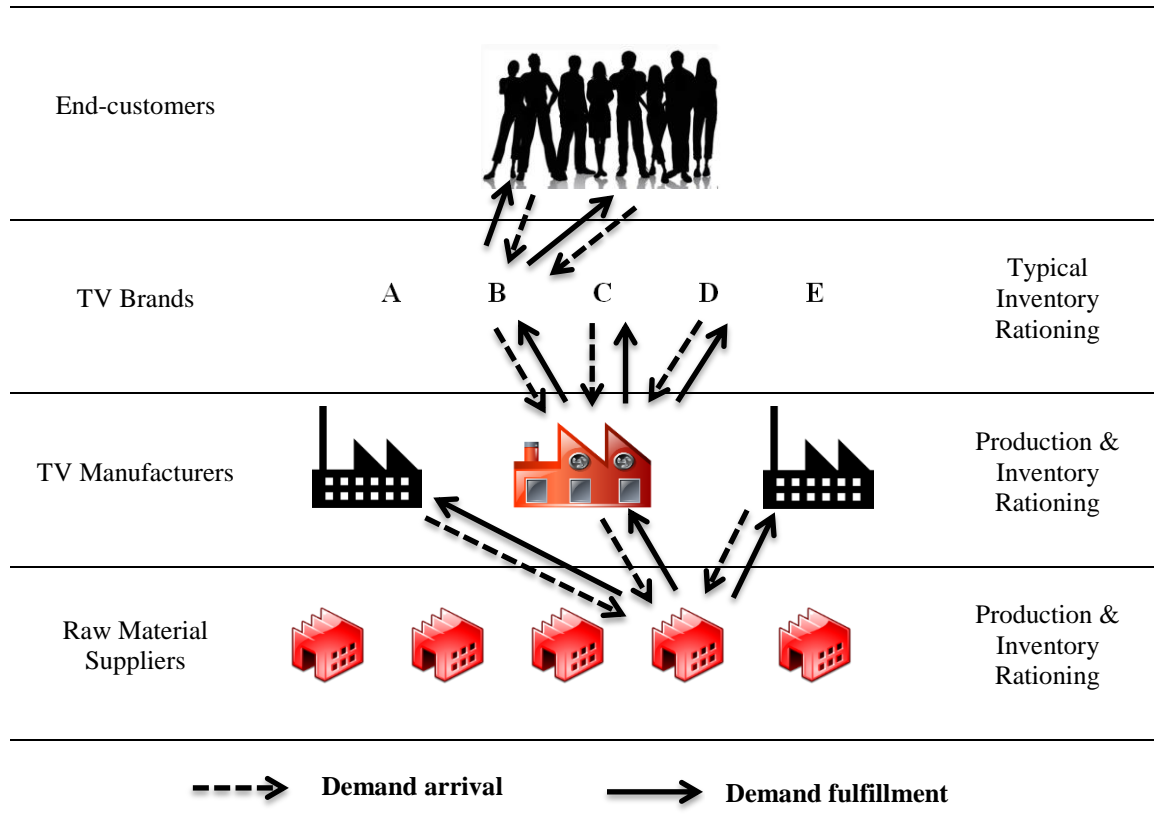 End-customers
TV Brands
A B C D E
Typical
Inventory
Rationing
TV Manufacturers
Production &
Inventory
Rationing
Raw Material
Suppliers
Production &
Inventory
Rationing
Demand arrival
Demand fulfillment